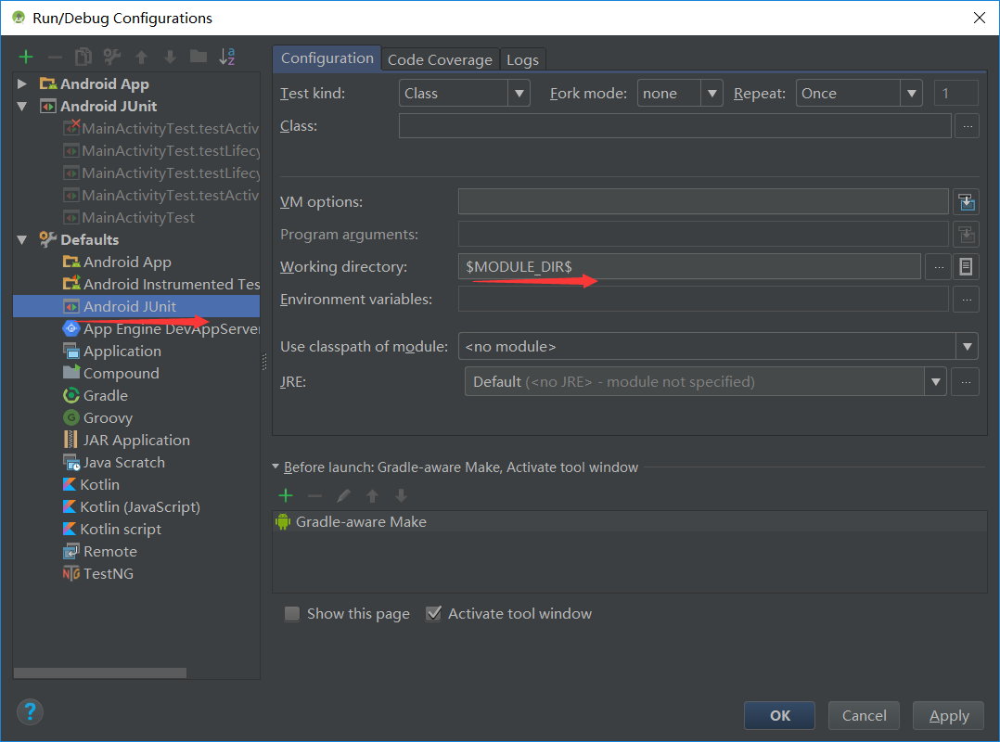 Run/Debug Configurations
Android App
Android JUnit
MainActivityTest.testActiv
MainActivityTest.testLifecy
MainActivityTest.testLifecy
MainActivityTest.testActiv
MainActivityTest
Defaults
Android App
Android Instrumented Tes
Android JUnit
App Engine DevAppServer
Application
Compound
Gradle
Groovy
JAR Application
Java Scratch
Kotlin
Kotlin (JavaScript)
Kotlin script
Remote
TestNG
Configuration Code Coverage Logs
Test kind: Class Fork mode: none Repeat: Once 1
Class: ...
VM options:
Program arguments:
Working directory: $MODULE_DIR$ ...
Environment variables: ...
Use classpath of module: <no module>
JRE: Default (<no JRE> - module not specified) ...
Before launch: Gradle-aware Make, Activate tool window
Gradle-aware Make
Show this page Activate tool window
? OK Cancel Apply